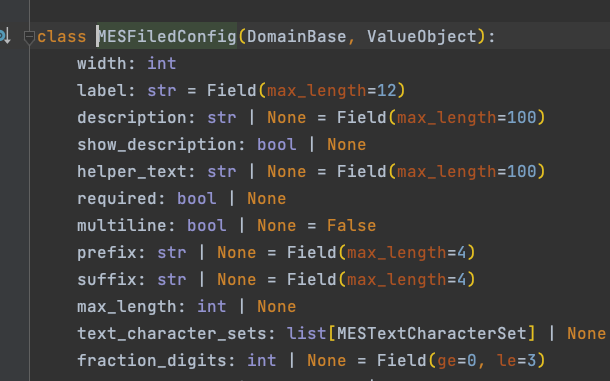 class MESFiledConfig(DomainBase, ValueObject):
width: int
label: str = Field(max_length=12)
description: str | None = Field(max_length=100)
show_description: bool | None
helper_text: str | None = Field(max_length=100)
required: bool | None
multiline: bool | None = False
prefix: str | None = Field(max_length=4)
suffix: str | None = Field(max_length=4)
max_length: int | None
text_character_sets: list[MESTextCharacterSet] | None
fraction_digits: int | None = Field(ge=0, le=3)